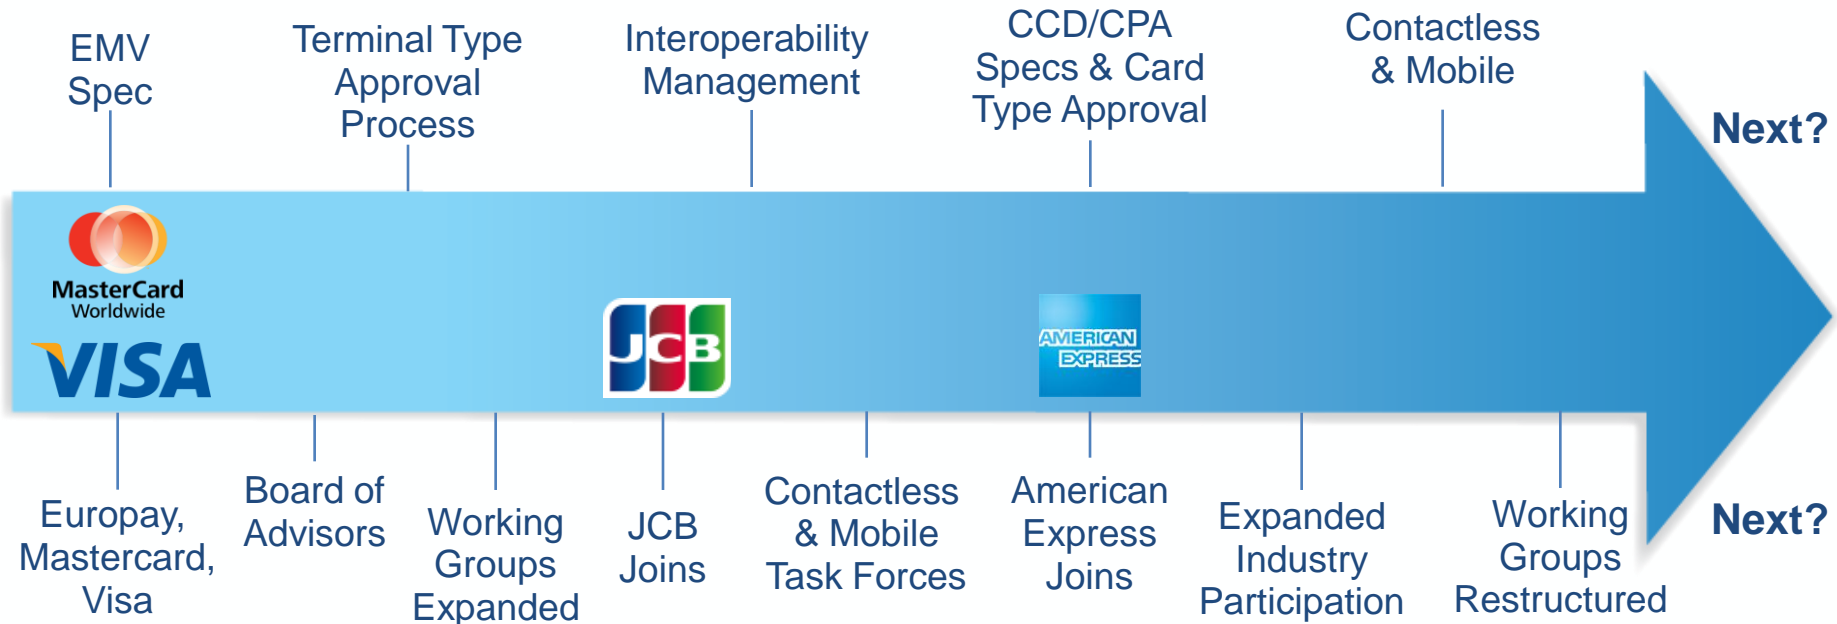 EMV
Spec
Terminal Type
Approval
Process
Interoperability
Management
CCD/CPA
Specs & Card
Type Approval
Contactless
& Mobile
Next?
MasterCard
Worldwide
VISA
JCB
AMERICAN
EXPRESS
Europay,
Mastercard,
Visa
Board of
Advisors
Working
Groups
Expanded
JCB
Joins
Contactless
& Mobile
Task Forces
American
Express
Joins
Expanded
Industry
Participation
Working
Groups
Restructured
Next?